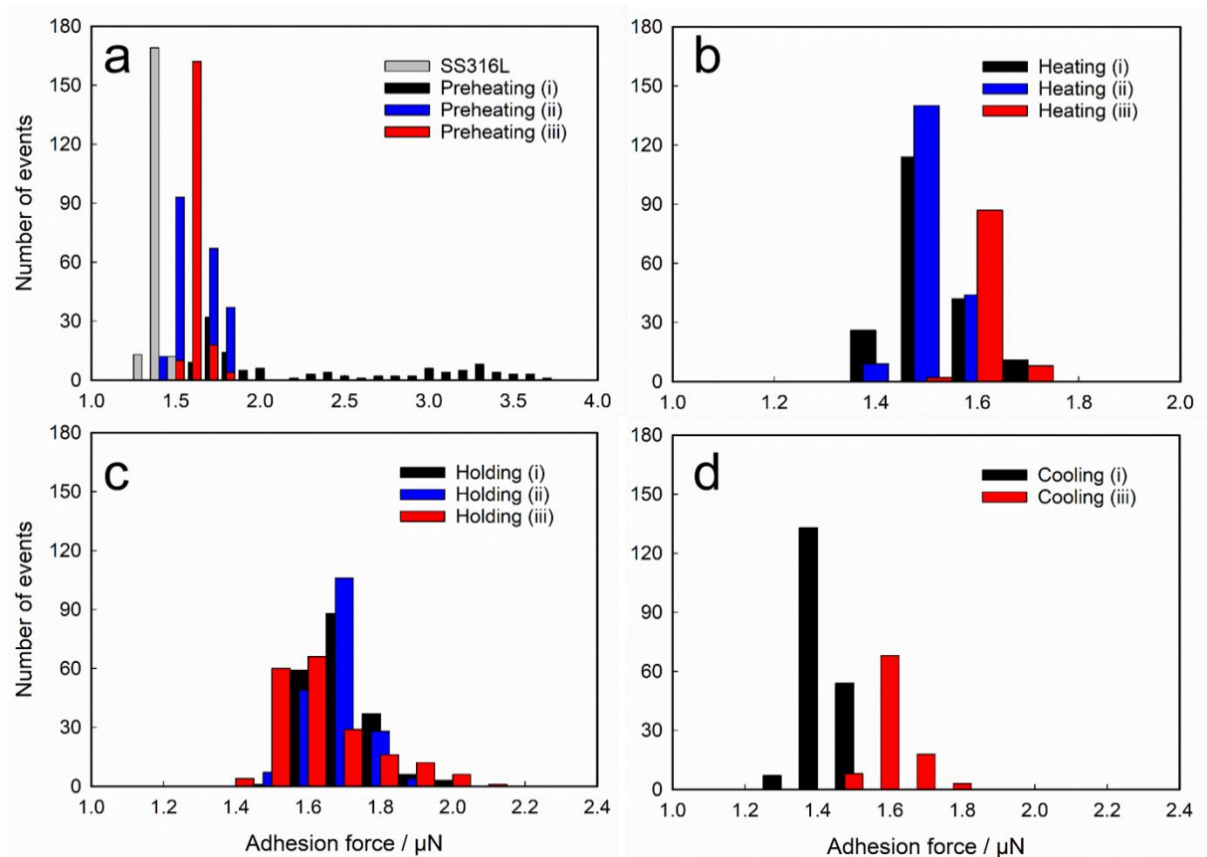 a
180
150
120
90
60
30
0
Number of events
SS316L
Preheating (i)
Preheating (ii)
Preheating (iii)
1.0 1.5 2.0 2.5 3.0 3.5 4.0
b
180
150
120
90
60
30
0
Heating (i)
Heating (ii)
Heating (iii)
1.0 1.2 1.4 1.6 1.8 2.0
c
180
150
120
90
60
30
0
Number of events
Holding (i)
Holding (ii)
Holding (iii)
1.0 1.2 1.4 1.6 1.8 2.0 2.2 2.4
Adhesion force / µN
d
180
150
120
90
60
30
0
Cooling (i)
Cooling (iii)
1.0 1.2 1.4 1.6 1.8 2.0 2.2 2.4
Adhesion force / µN